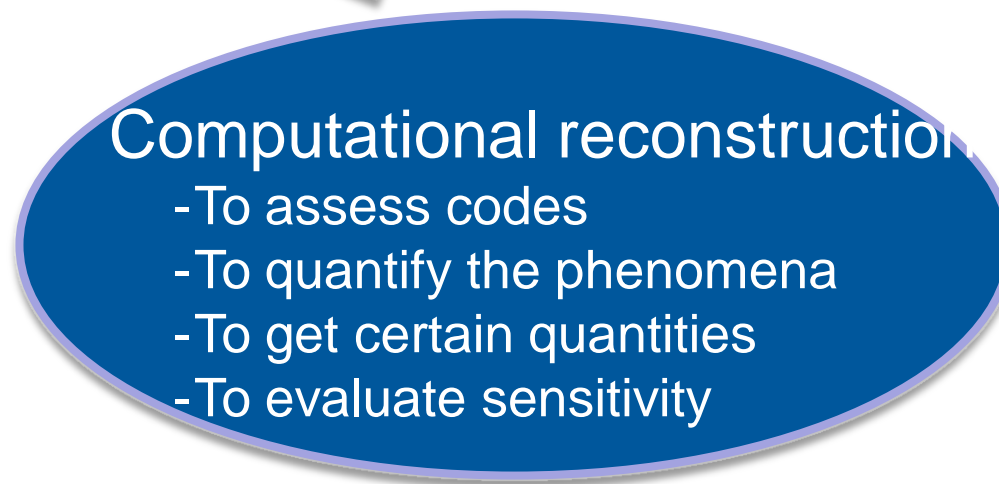 Computational reconstruction
-To assess codes
-To quantify the phenomena
-To get certain quantities
-To evaluate sensitivity